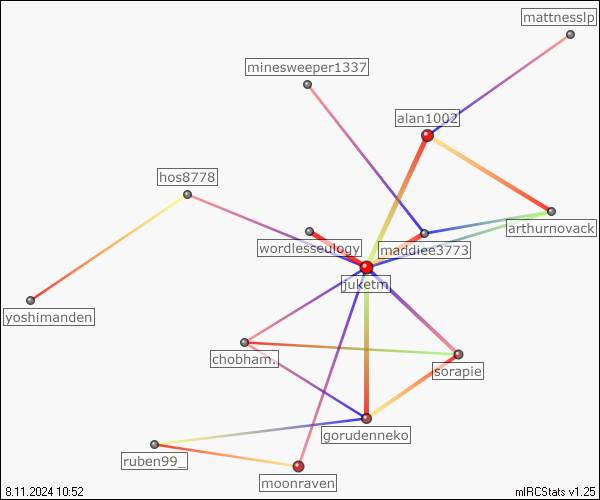 mattnesslp
minesweeper1337
alan1002
hos8778
arthurnovack
wordlesseulogy
maddiee3773
juketm
yoshimanden
chobham.
sorapie
gorudenneko
ruben99_
moonraven
8.11.2024 10:52
mIRCStats v1.25